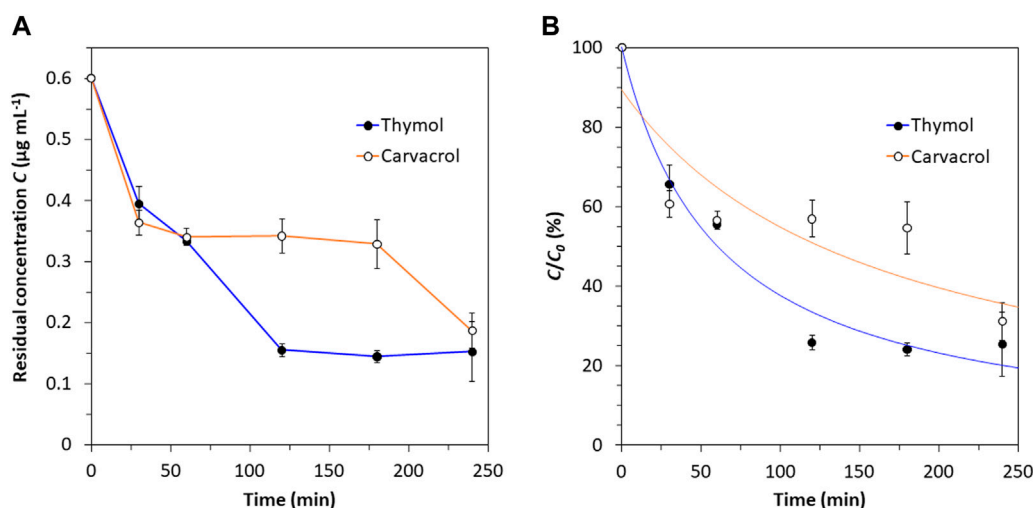 A
Residual concentration C (µg mL⁻¹)
0.6
0.5
0.4
0.3
0.2
0.1
0
0 50 100 150 200 250
Time (min)
Thymol
Carvacrol
B
C/C₀ (%)
100
80
60
40
20
0
0 50 100 150 200 250
Time (min)
Thymol
Carvacrol